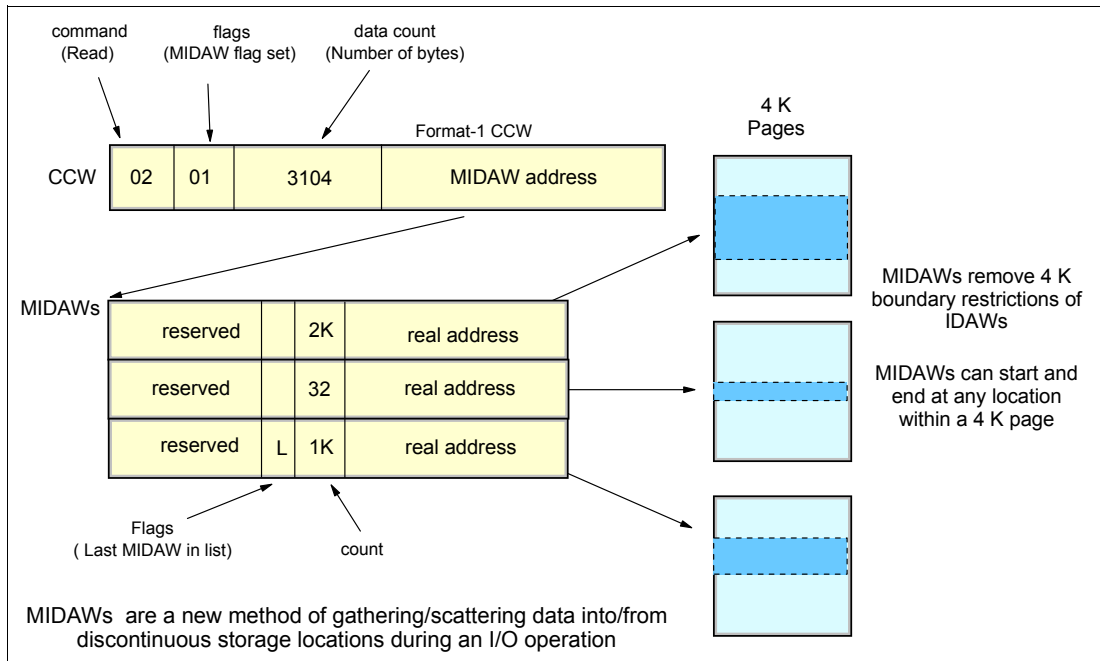 command
(Read)
flags
(MIDAW flag set)
data count
(Number of bytes)
Format-1 CCW
4 K
Pages
CCW 02 01 3104 MIDAW address
MIDAWs
reserved 2K real address
reserved 32 real address
reserved L 1K real address
MIDAWs remove 4 K
boundary restrictions of
IDAWs
MIDAWs can start and
end at any location
within a 4 K page
Flags
( Last MIDAW in list)
count
MIDAWs are a new method of gathering/scattering data into/from
discontinuous storage locations during an I/O operation